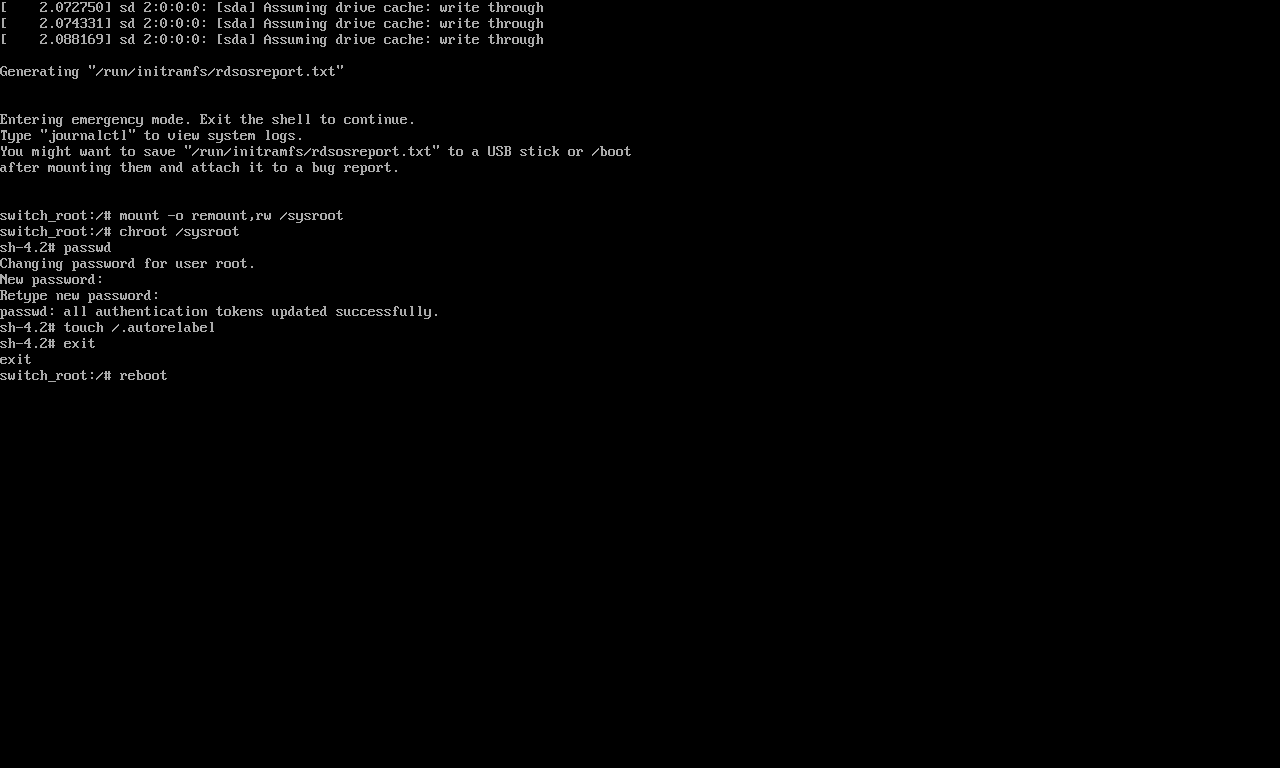 [    2.072750] sd 2:0:0:0: [sda] Assuming drive cache: write through
[    2.074331] sd 2:0:0:0: [sda] Assuming drive cache: write through
[    2.088169] sd 2:0:0:0: [sda] Assuming drive cache: write through
Generating "/run/initramfs/rdsosreport.txt"
Entering emergency mode. Exit the shell to continue.
Type "journalctl" to view system logs.
You might want to save "/run/initramfs/rdsosreport.txt" to a USB stick or /boot
after mounting them and attach it to a bug report.
switch_root:/# mount -o remount,rw /sysroot
switch_root:/# chroot /sysroot
sh-4.2# passwd
Changing password for user root.
New password:
Retype new password:
passwd: all authentication tokens updated successfully.
sh-4.2# touch /.autorelabel
sh-4.2# exit
exit
switch_root:/# reboot